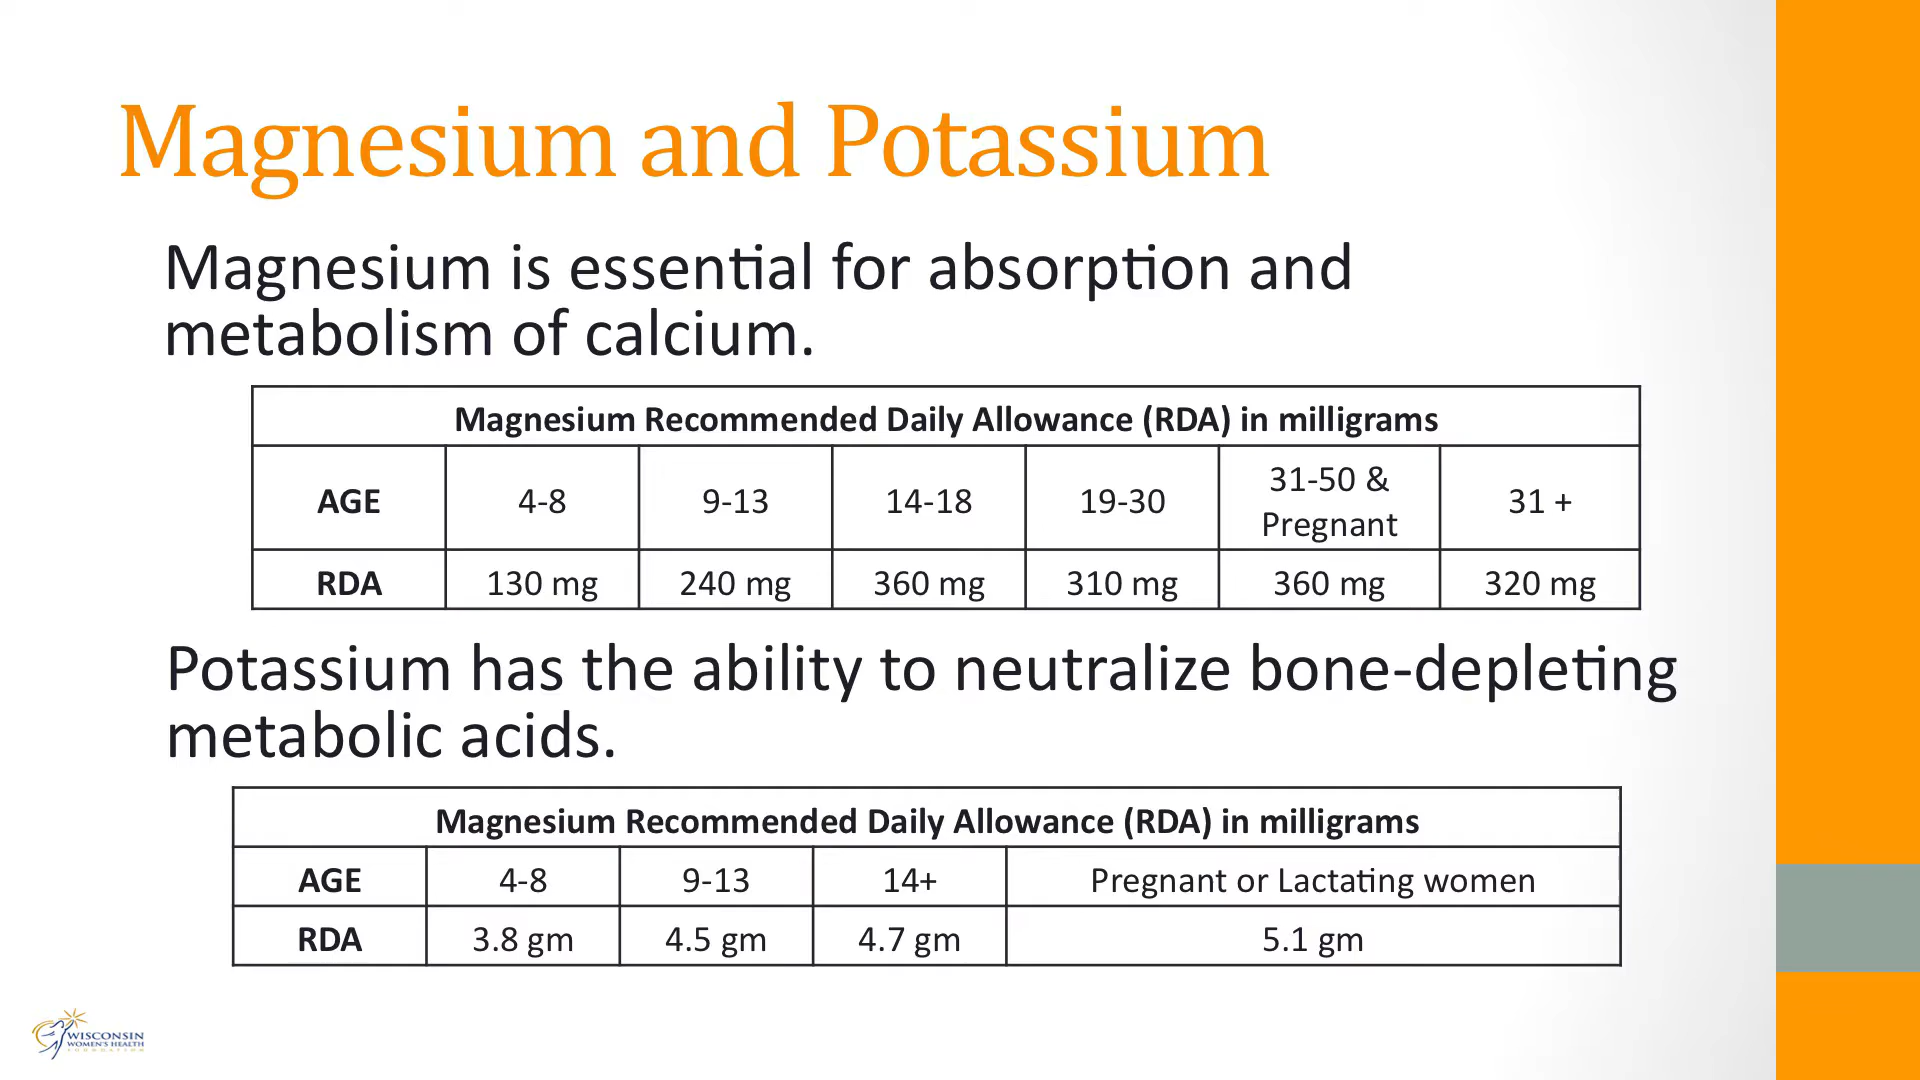 Magnesium and Potassium
Magnesium is essential for absorption and
metabolism of calcium.
Magnesium Recommended Daily Allowance (RDA) in milligrams
AGE 4-8 9-13 14-18 19-30 31-50 & Pregnant 31 +
RDA 130 mg 240 mg 360 mg 310 mg 360 mg 320 mg
Potassium has the ability to neutralize bone-depleting
metabolic acids.
Magnesium Recommended Daily Allowance (RDA) in milligrams
AGE 4-8 9-13 14+ Pregnant or Lactating women
RDA 3.8 gm 4.5 gm 4.7 gm 5.1 gm
WISCONSIN
WOMEN'S HEALTH
FOUNDATION